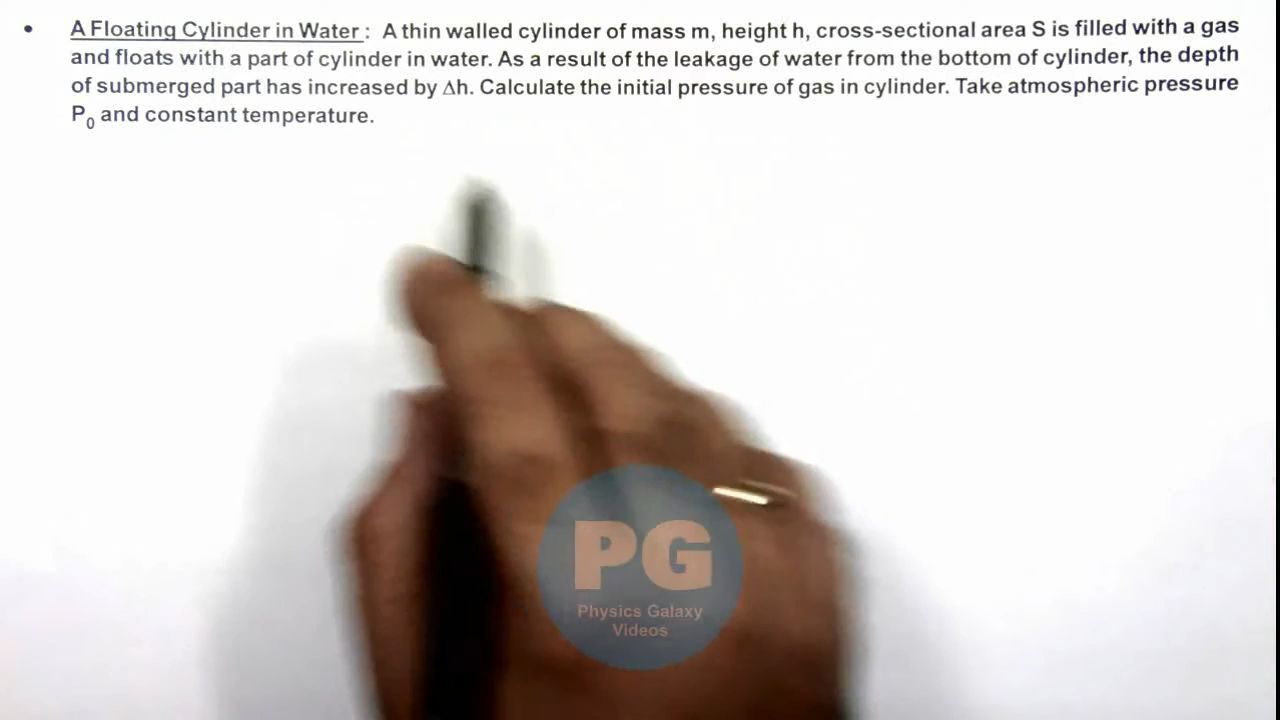 • A Floating Cylinder in Water : A thin walled cylinder of mass m, height h, cross-sectional area S is filled with a gas
and floats with a part of cylinder in water. As a result of the leakage of water from the bottom of cylinder, the depth
of submerged part has increased by Δh. Calculate the initial pressure of gas in cylinder. Take atmospheric pressure
P₀ and constant temperature.
PG
Physics Galaxy
Videos